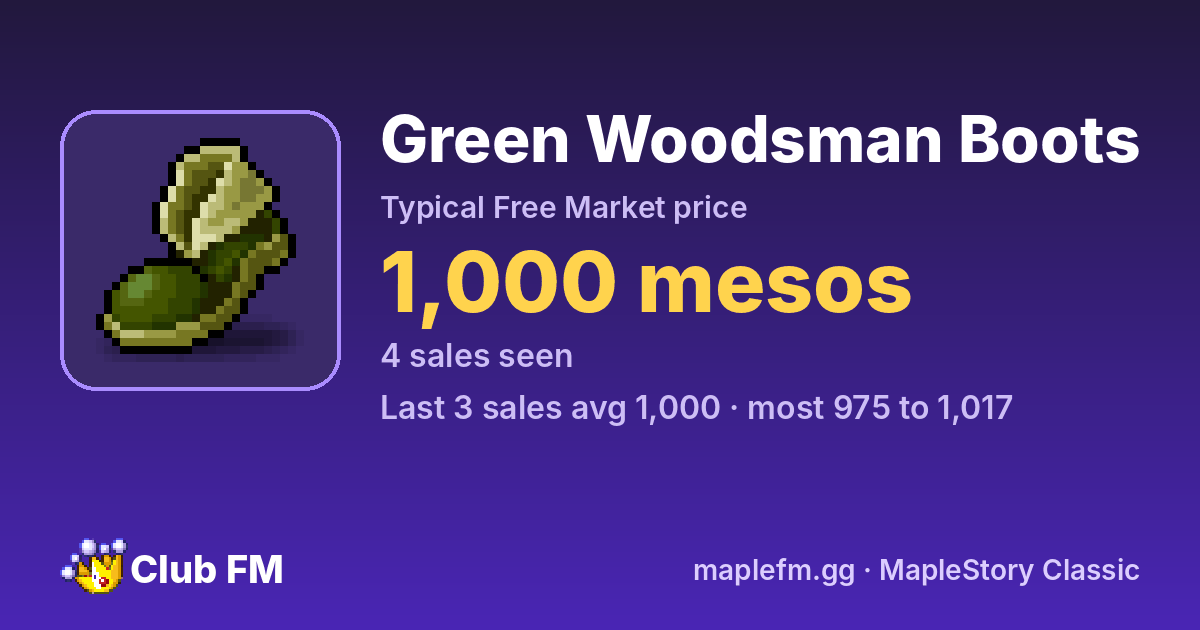 Green Woodsman Boots
Typical Free Market price
1,000 mesos
4 sales seen
Last 3 sales avg 1,000 · most 975 to 1,017
Club FM
maplefm.gg · MapleStory Classic